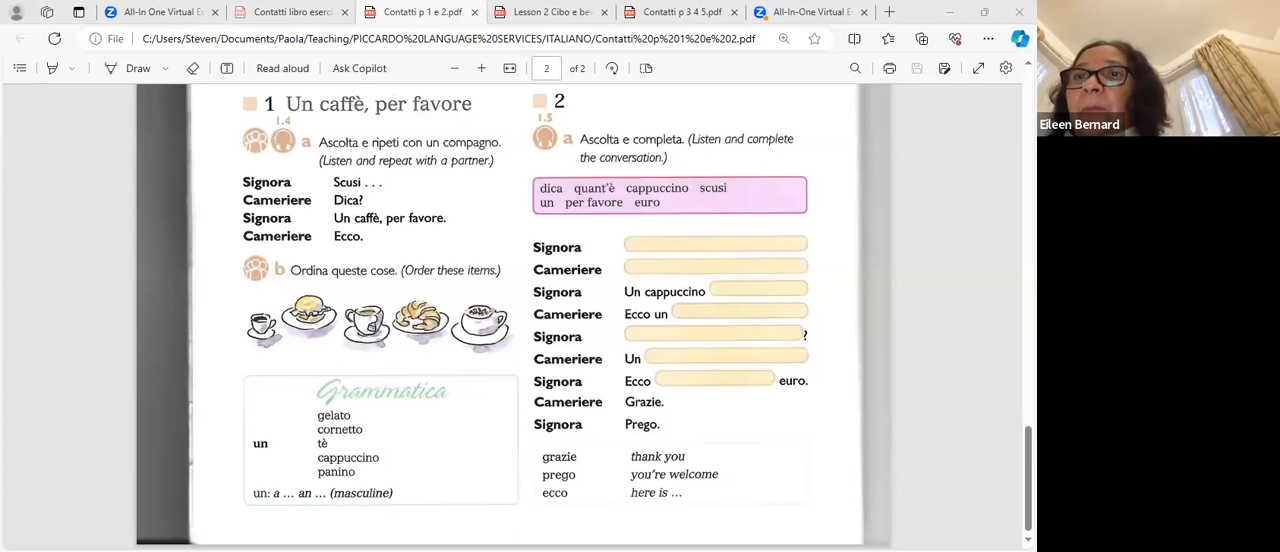 All-In One Virtual Ev
Contatti libro eserci
Contatti p 1 e 2.pdf
Lesson 2 Cibo e bev
Contatti p 3 4 5.pdf
All-In-One Virtual E
File
C:/Users/Steven/Documents/Paola/Teaching/PICCARDO%20LANGUAGE%20SERVICES/ITALIANO/Contatti%20p%201%20e%202.pdf
Draw
Read aloud
Ask Copilot
2
of 2
1 Un caffè, per favore
1.4
a Ascolta e ripeti con un compagno.
(Listen and repeat with a partner.)
Signora Scusi . . .
Cameriere Dica?
Signora Un caffè, per favore.
Cameriere Ecco.
b Ordina queste cose. (Order these items.)
Grammatica
gelato
cornetto
un tè
cappuccino
panino
un: a ... an ... (masculine)
2
1.5
a Ascolta e completa. (Listen and complete
the conversation.)
dica quant'è cappuccino scusi
un per favore euro
Signora
Cameriere
Signora Un cappuccino
Cameriere Ecco un
Signora ?
Cameriere Un
Signora Ecco euro.
Cameriere Grazie.
Signora Prego.
grazie thank you
prego you're welcome
ecco here is ...
Eileen Bernard